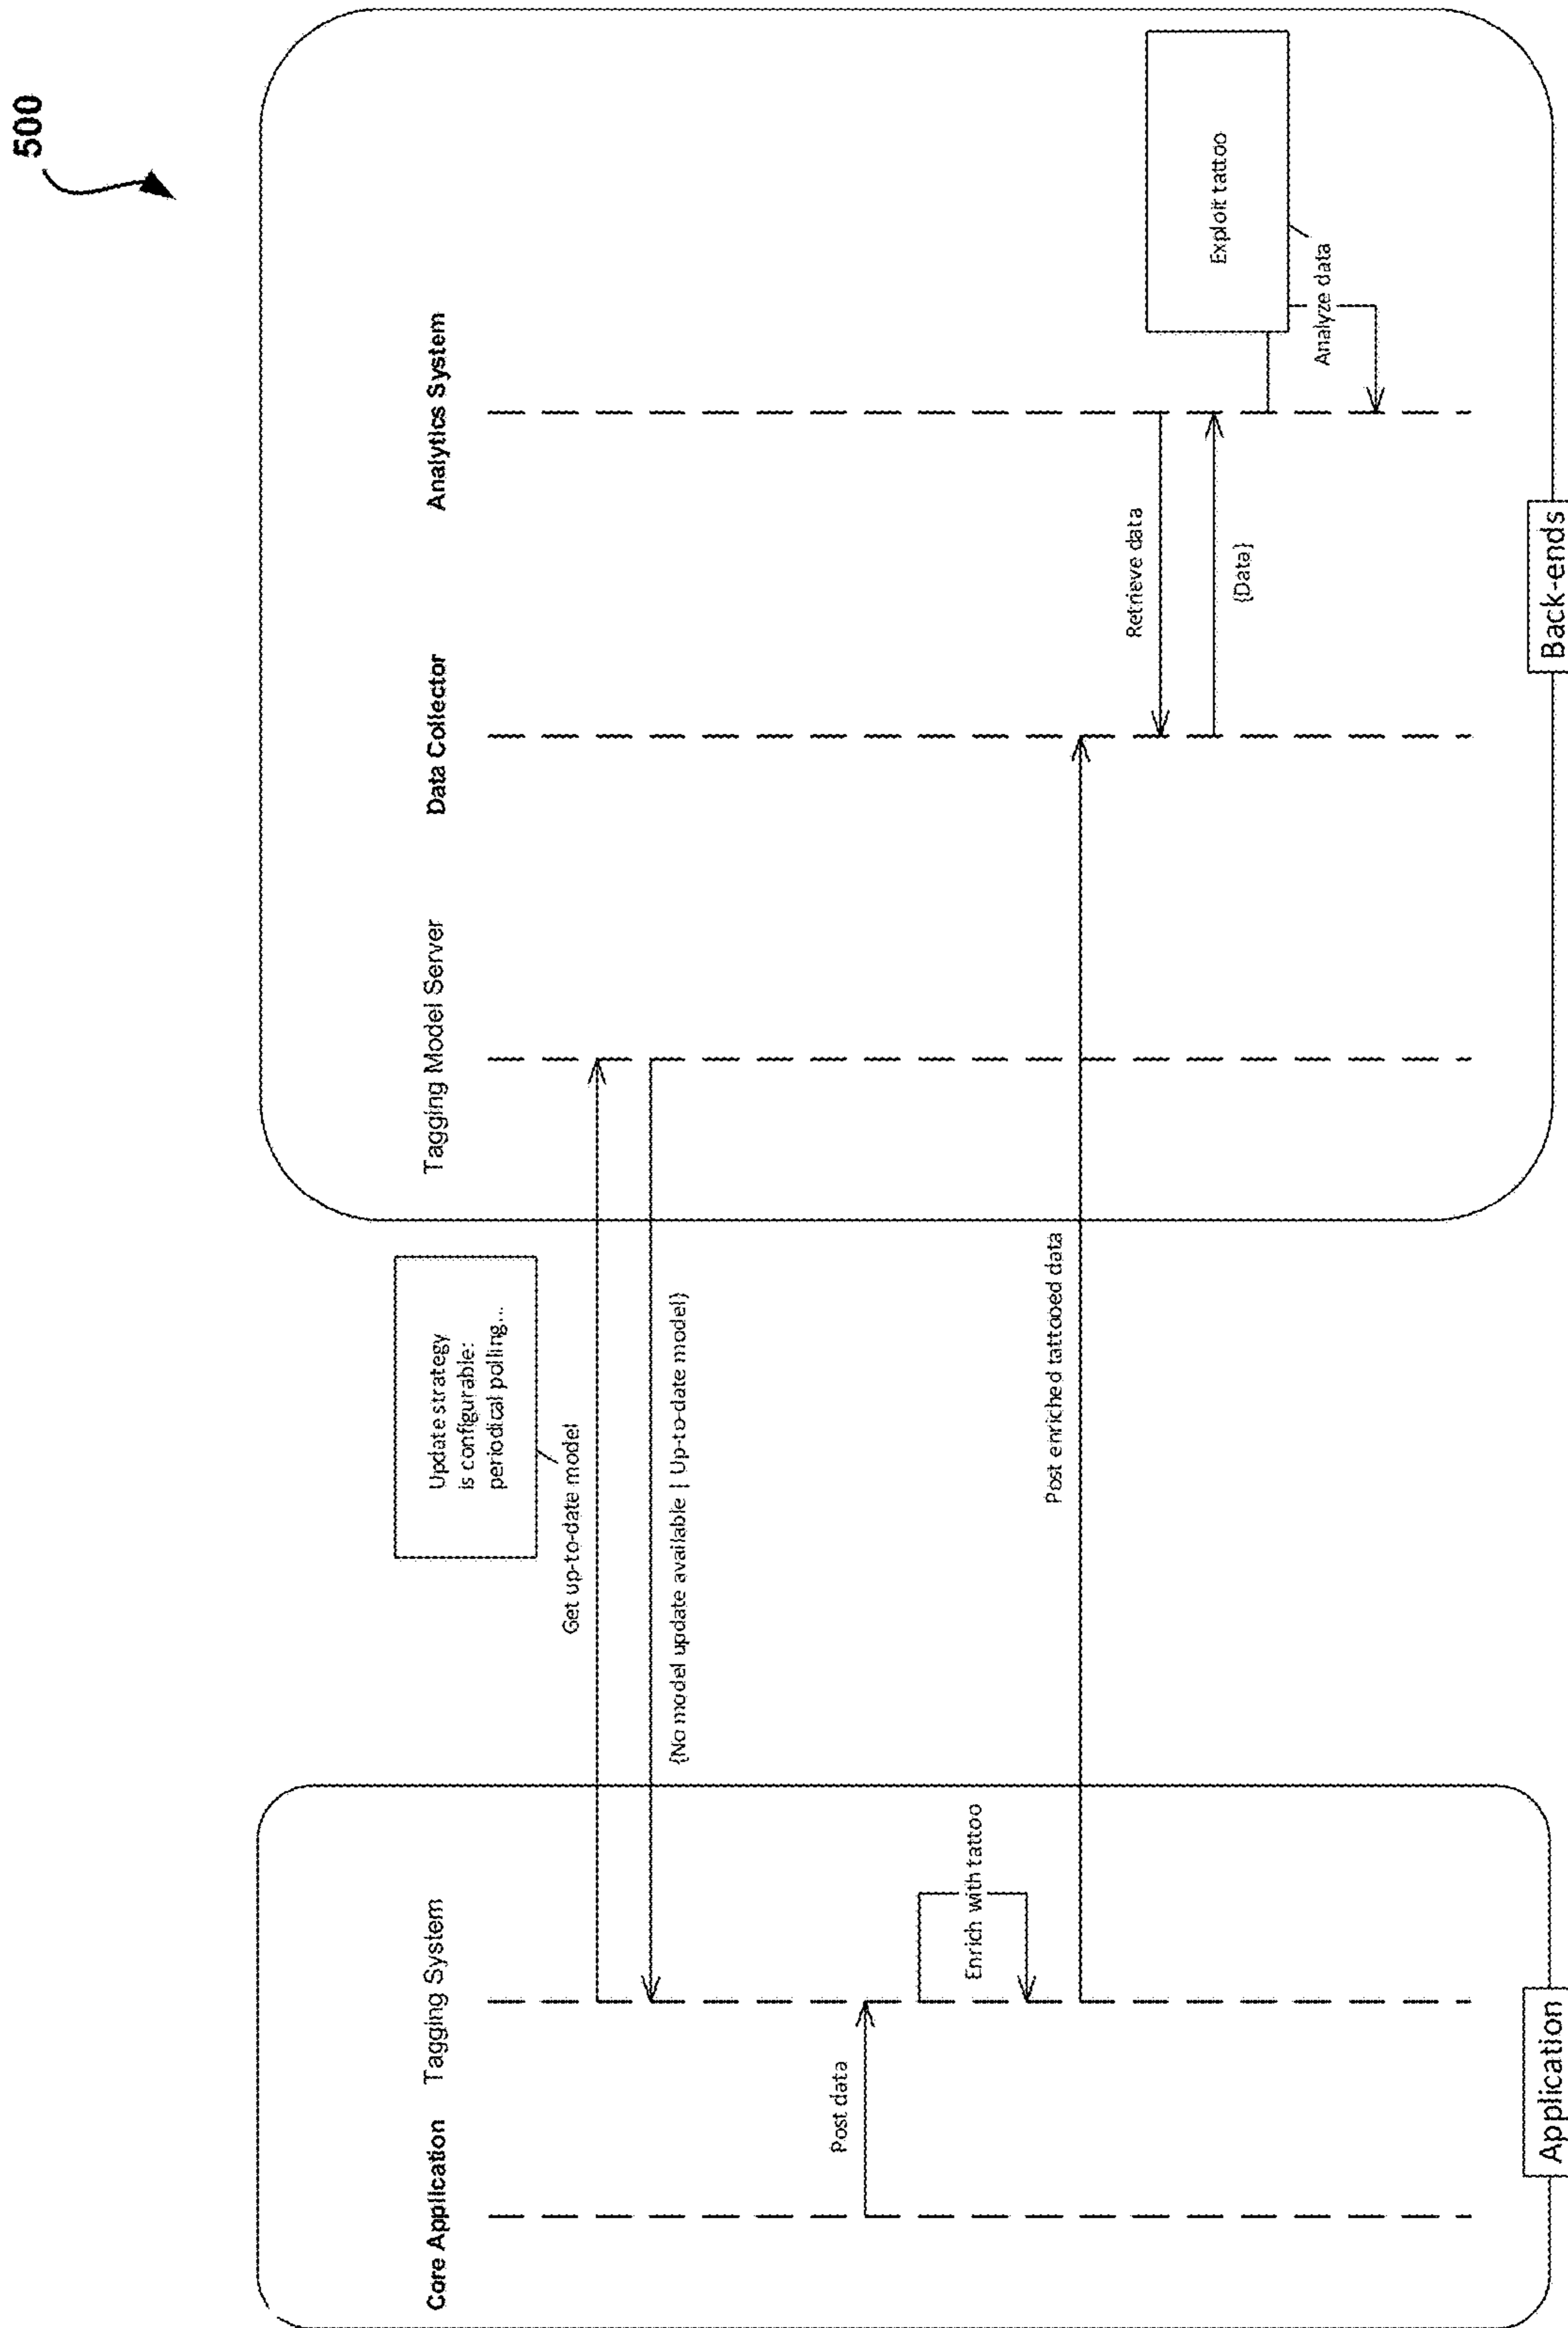 500
Core Application
Tagging System
Tagging Model Server
Data Collector
Analytics System
Update strategy
is configurable:
periodical polling...
Get up-to-date model
{No model update available | Up-to-date model}
Post data
Enrich with tattoo
Post enriched tattooed data
Retrieve data
{Data}
Exploit tattoo
Analyze data
Application
Back-ends